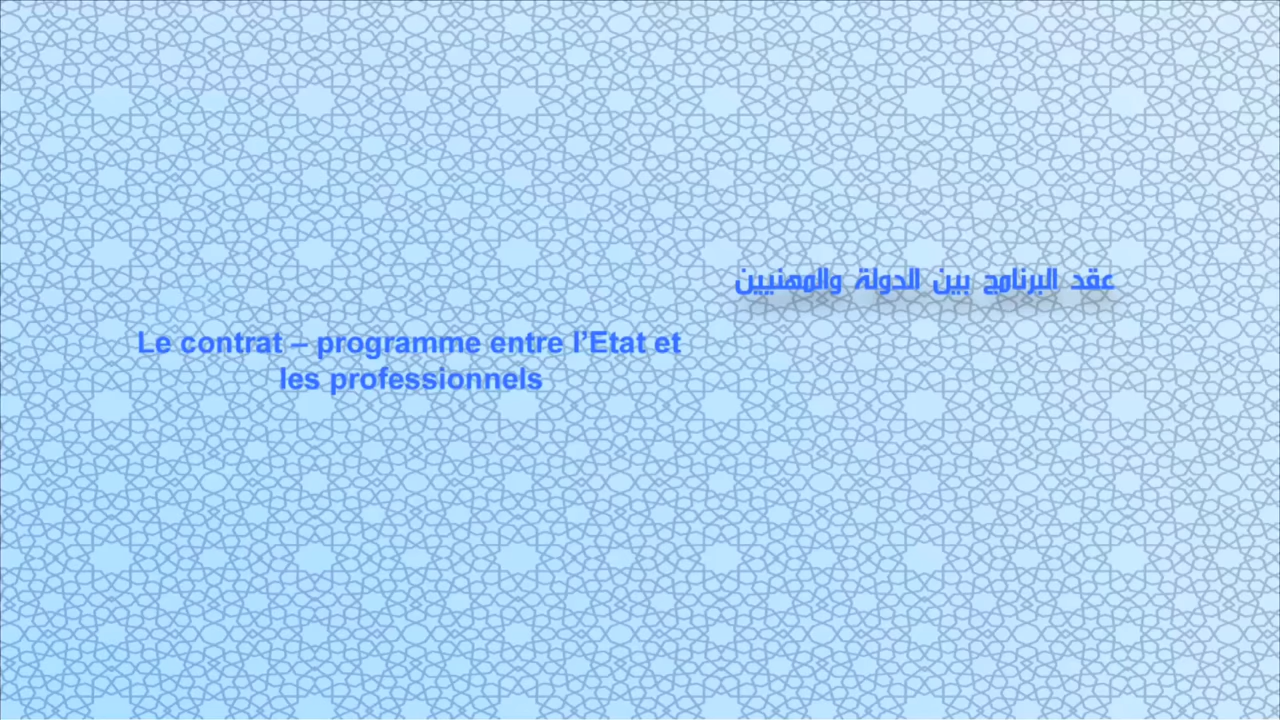 عقد البرنامج بين الدولة والمهنيين
Le contrat – programme entre l’Etat et
les professionnels